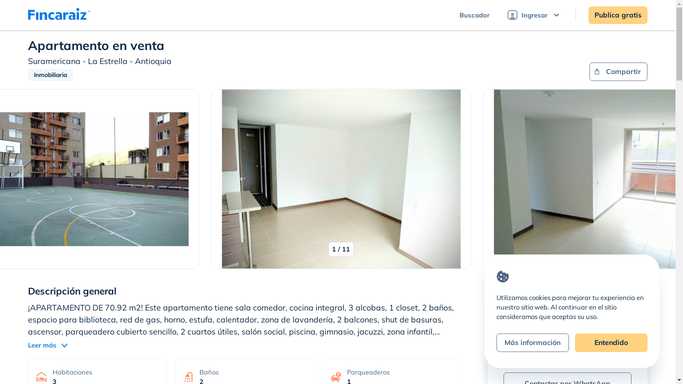 Fincaraiz
Buscador
Ingresar
Publica gratis
Apartamento en venta
Suramericana - La Estrella - Antioquia
Inmobiliaria
Compartir
1 / 11
Descripción general
¡APARTAMENTO DE 70.92 m2! Este apartamento tiene sala comedor, cocina integral, 3 alcobas, 1 closet, 2 baños,
espacio para biblioteca, red de gas, horno, estufa, calentador, zona de lavandería, 2 balcones, shut de basuras,
ascensor, parqueadero cubierto sencillo, 2 cuartos útiles, salón social, piscina, gimnasio, jacuzzi, zona infantil,...
Leer más
Habitaciones
3
Baños
2
Parqueaderos
1
Utilizamos cookies para mejorar tu experiencia en
nuestro sitio web. Al continuar en el sitio
consideramos que aceptas su uso.
Más información
Entendido
Contactar por WhatsApp